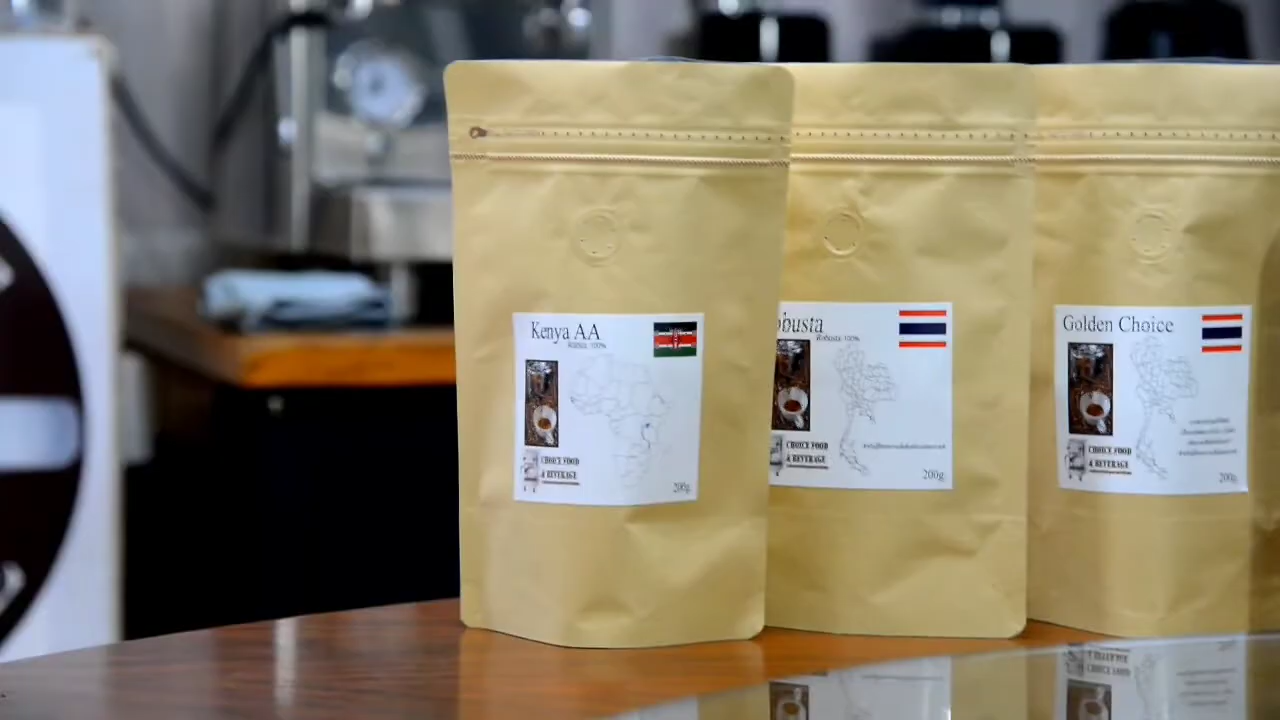 Kenya AA
100%
CHOICE FOOD
& BEVERAGE
200g
obusta
Robusta 100%
CHOICE FOOD
& BEVERAGE
200g
Golden Choice
CHOICE FOOD
& BEVERAGE
200g